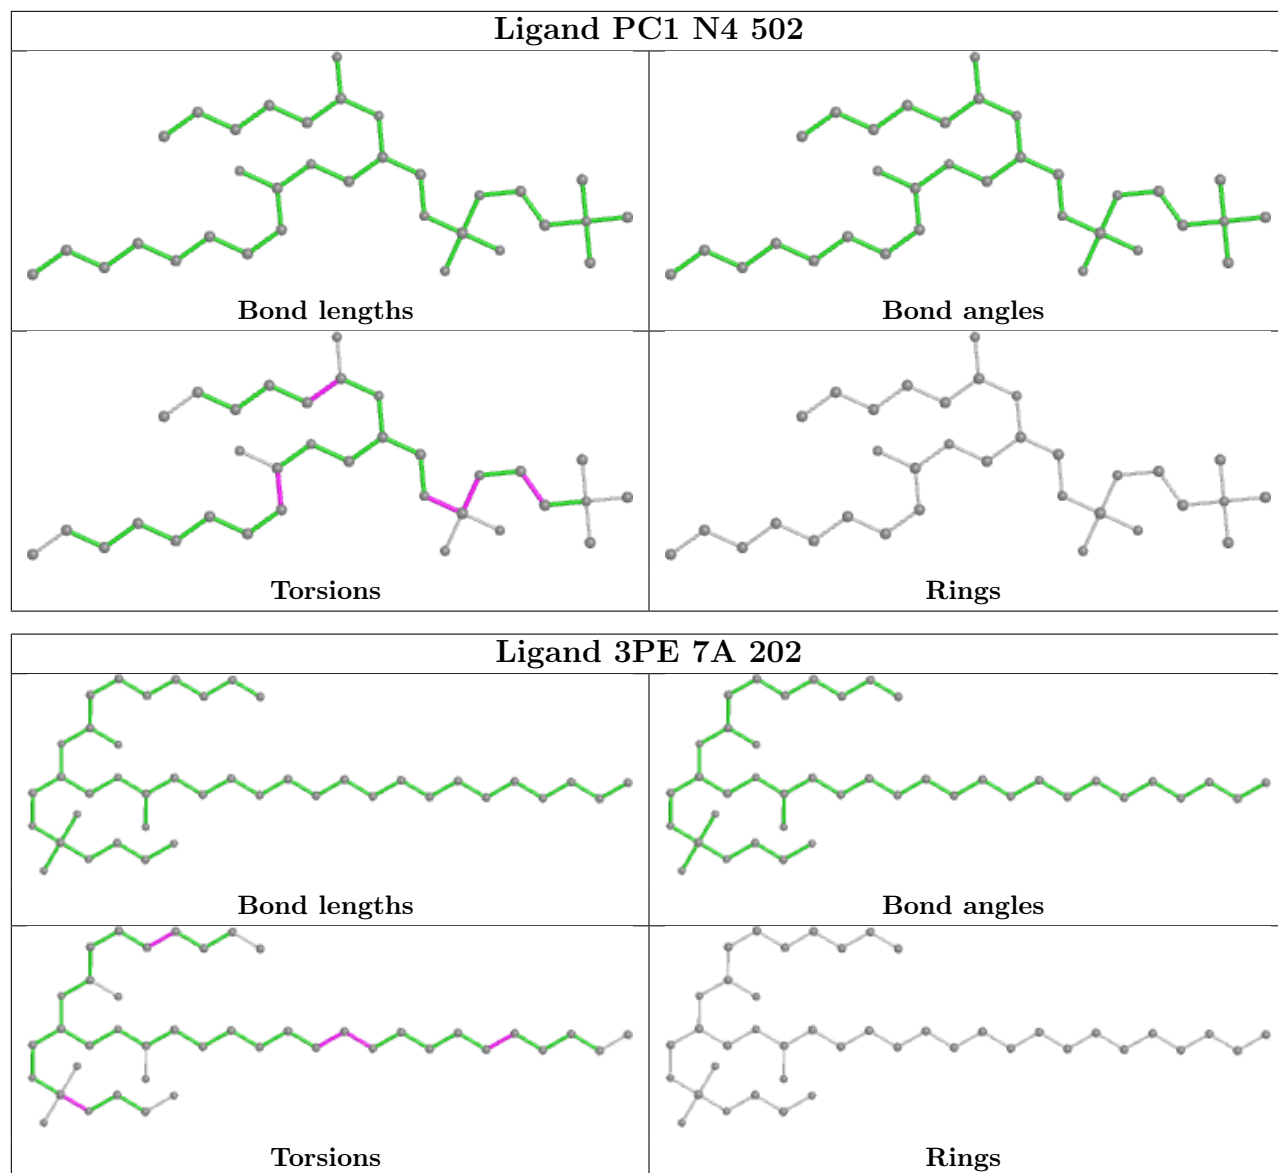 Ligand PC1 N4 502
Bond lengths
Bond angles
Torsions
Rings
Ligand 3PE 7A 202
Bond lengths
Bond angles
Torsions
Rings